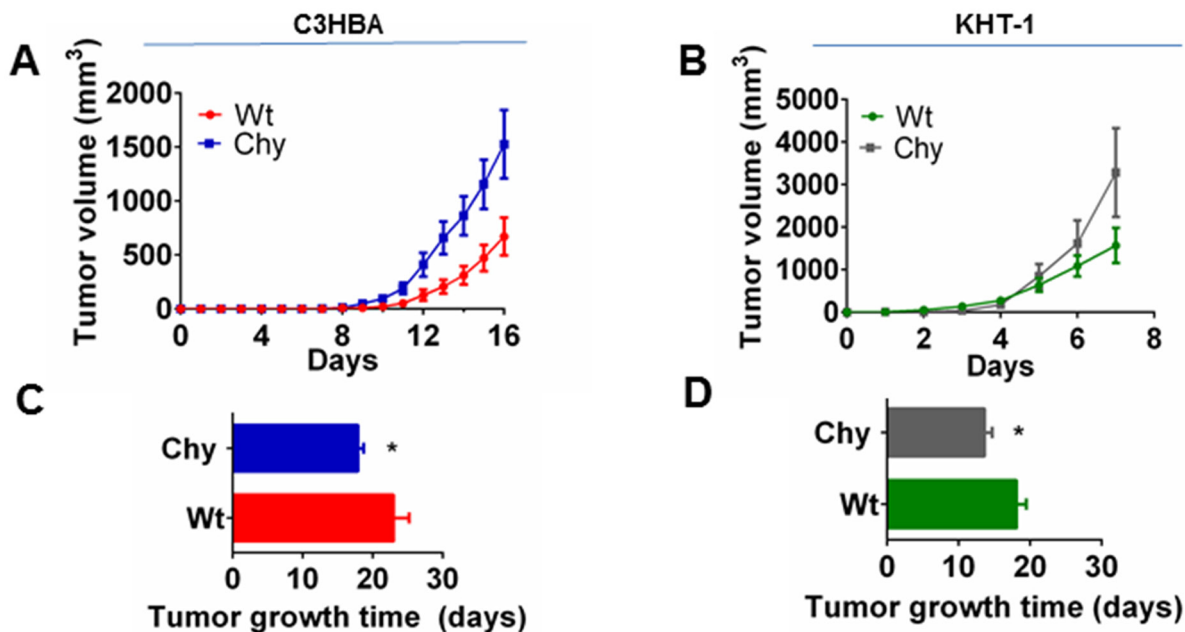 C3HBA
A
Tumor volume (mm³)
2000
1500
1000
500
0
Wt
Chy
0 4 8 12 16
Days
KHT-1
B
Tumor volume (mm³)
5000
4000
3000
2000
1000
0
Wt
Chy
0 2 4 6 8
Days
C
Chy
*
Wt
0 10 20 30
Tumor growth time (days)
D
Chy
*
Wt
0 10 20 30
Tumor growth time (days)